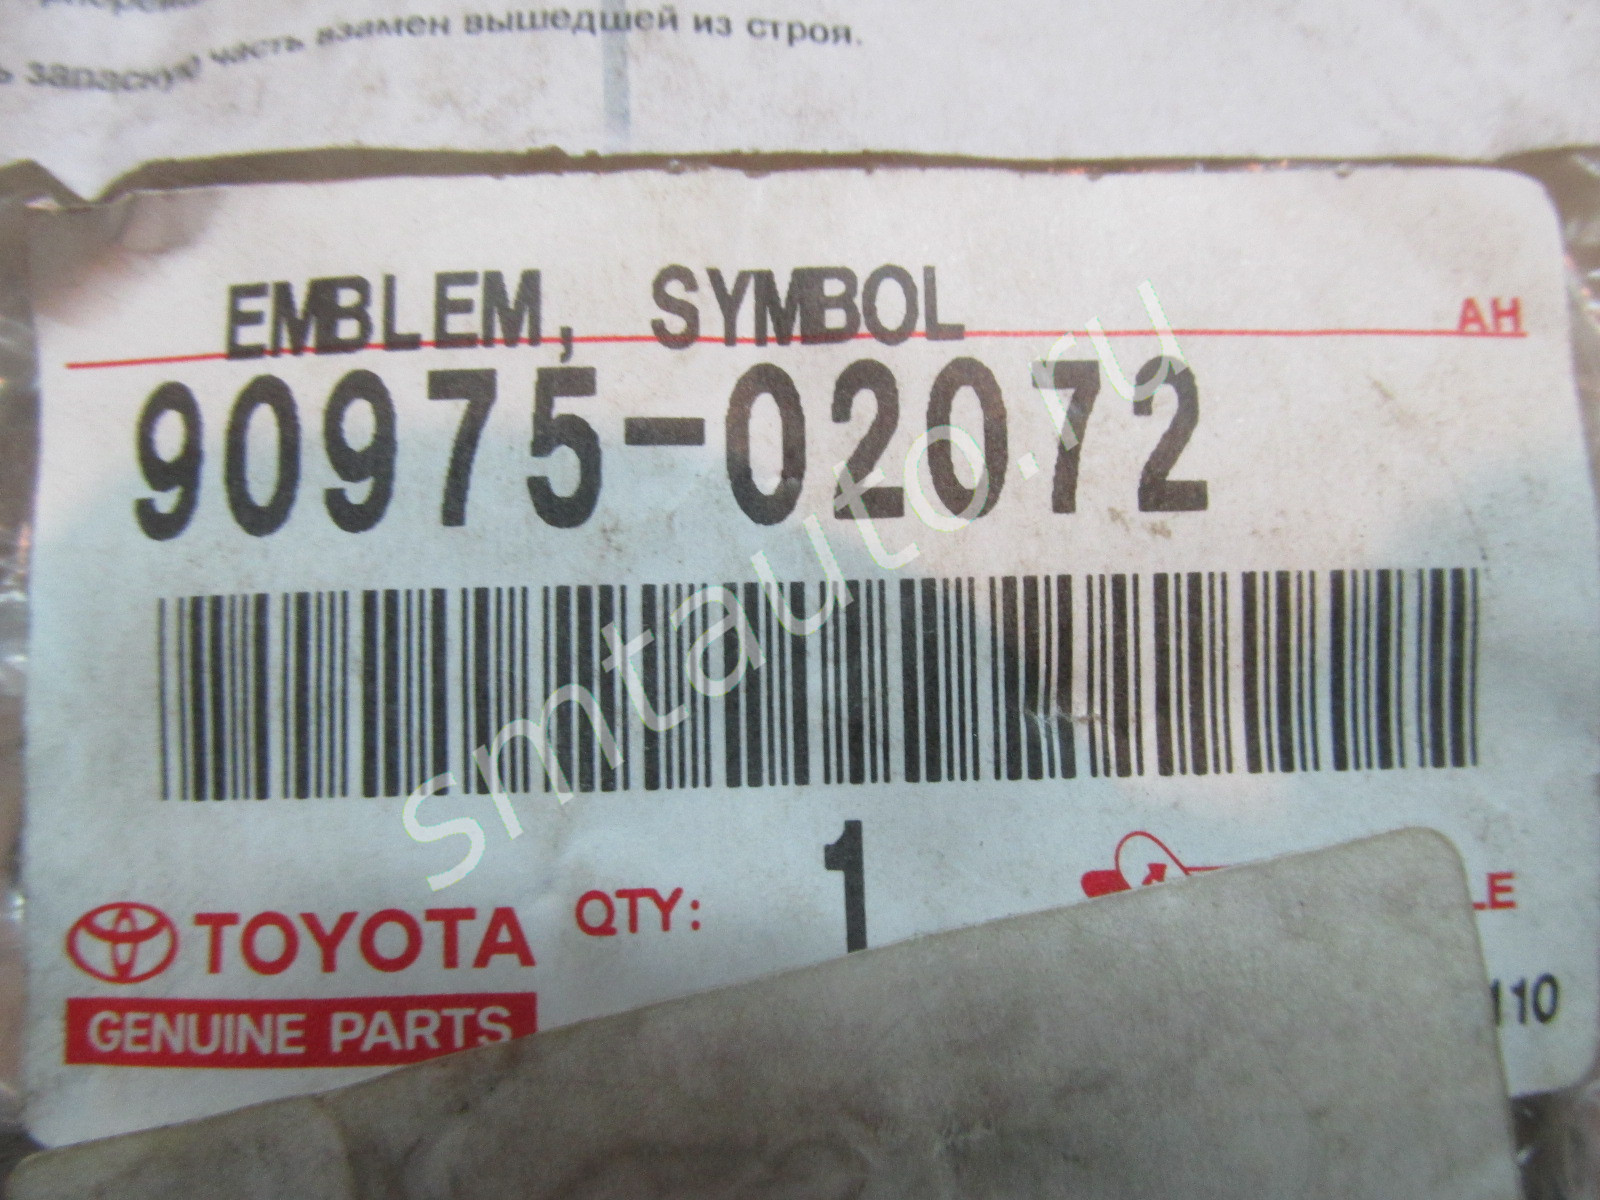 запасную часть взамен вышедшей из строя.
EMBLEM, SYMBOL
AH
90975-02072
smtauto.ru
QTY: 1
TOYOTA
GENUINE PARTS
LE
110